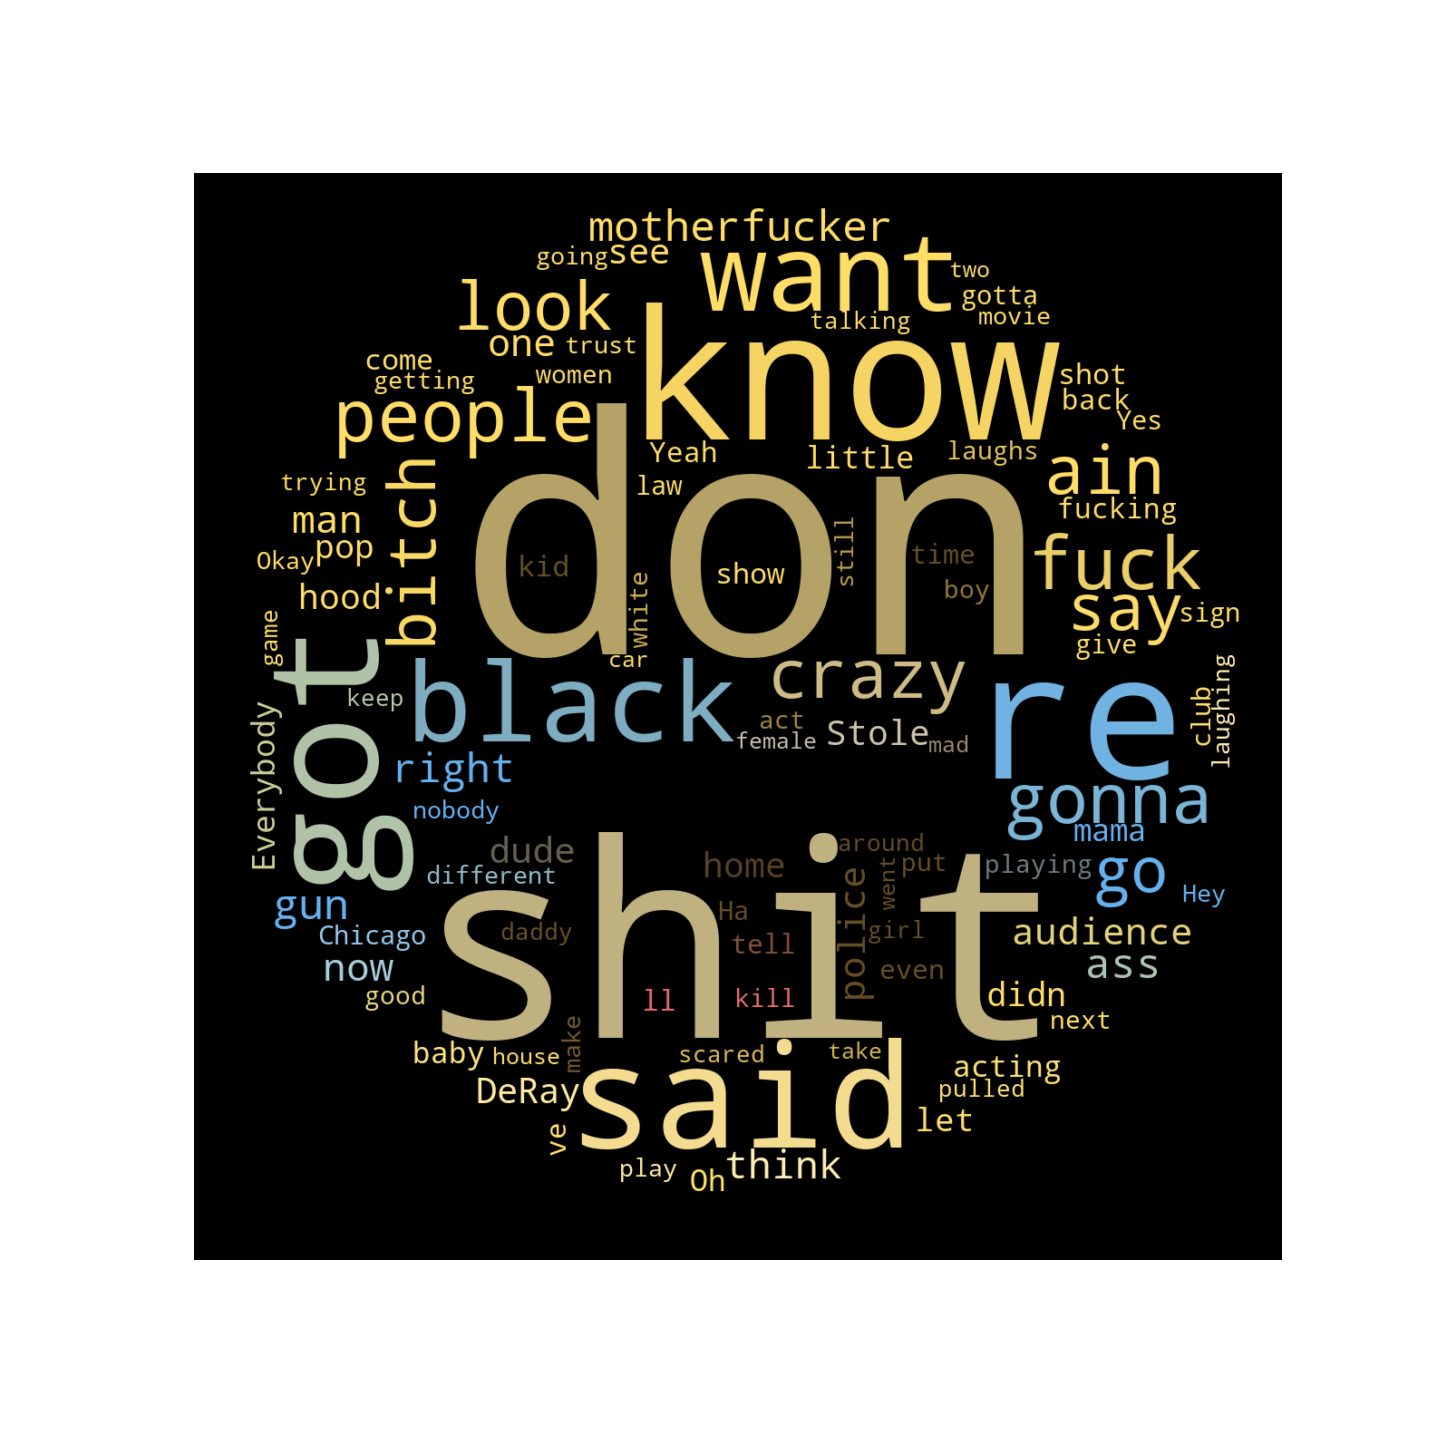 motherfucker
going see want two
look gotta
talking movie
one trust know
come women shot
getting back
people Yes
don
Yeah little laughs ain
bitch law
trying fucking
man
Okay pop kid show still time fuck
hood white boy say sign
game car give
got keep black crazy re club laughing
Everybody act
female Stole mad
right
nobody gonna
mama
dude home around put playing go
different went Hey
gun shit
Chicago daddy Ha police girl audience
now tell even ass
good ll kill didn
next
baby house make scared take acting
DeRay said pulled
let
ve
play Oh think